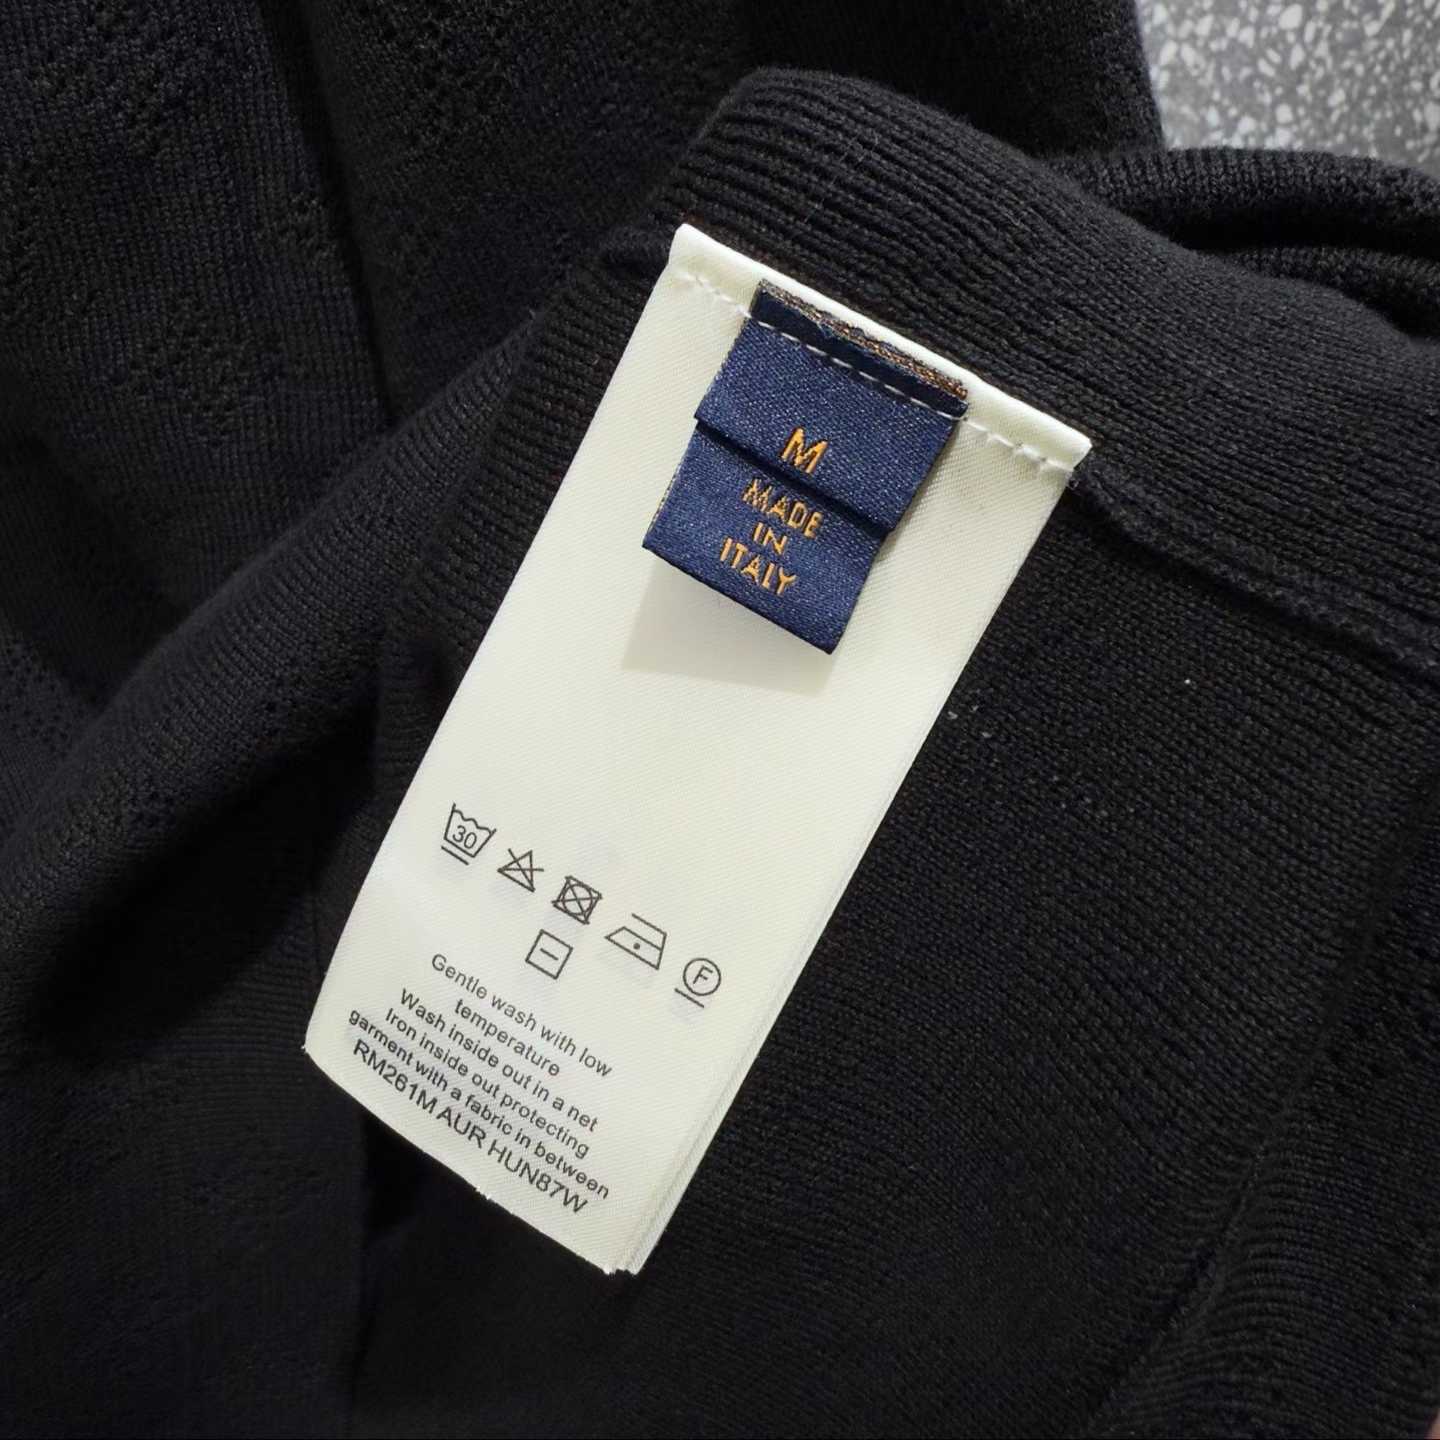 M
MADE
IN
ITALY
30
F
Gentle wash with low
temperature
Wash inside out in a net
Iron inside out protecting
garment with a fabric in between
RM261M AUR HUN87W